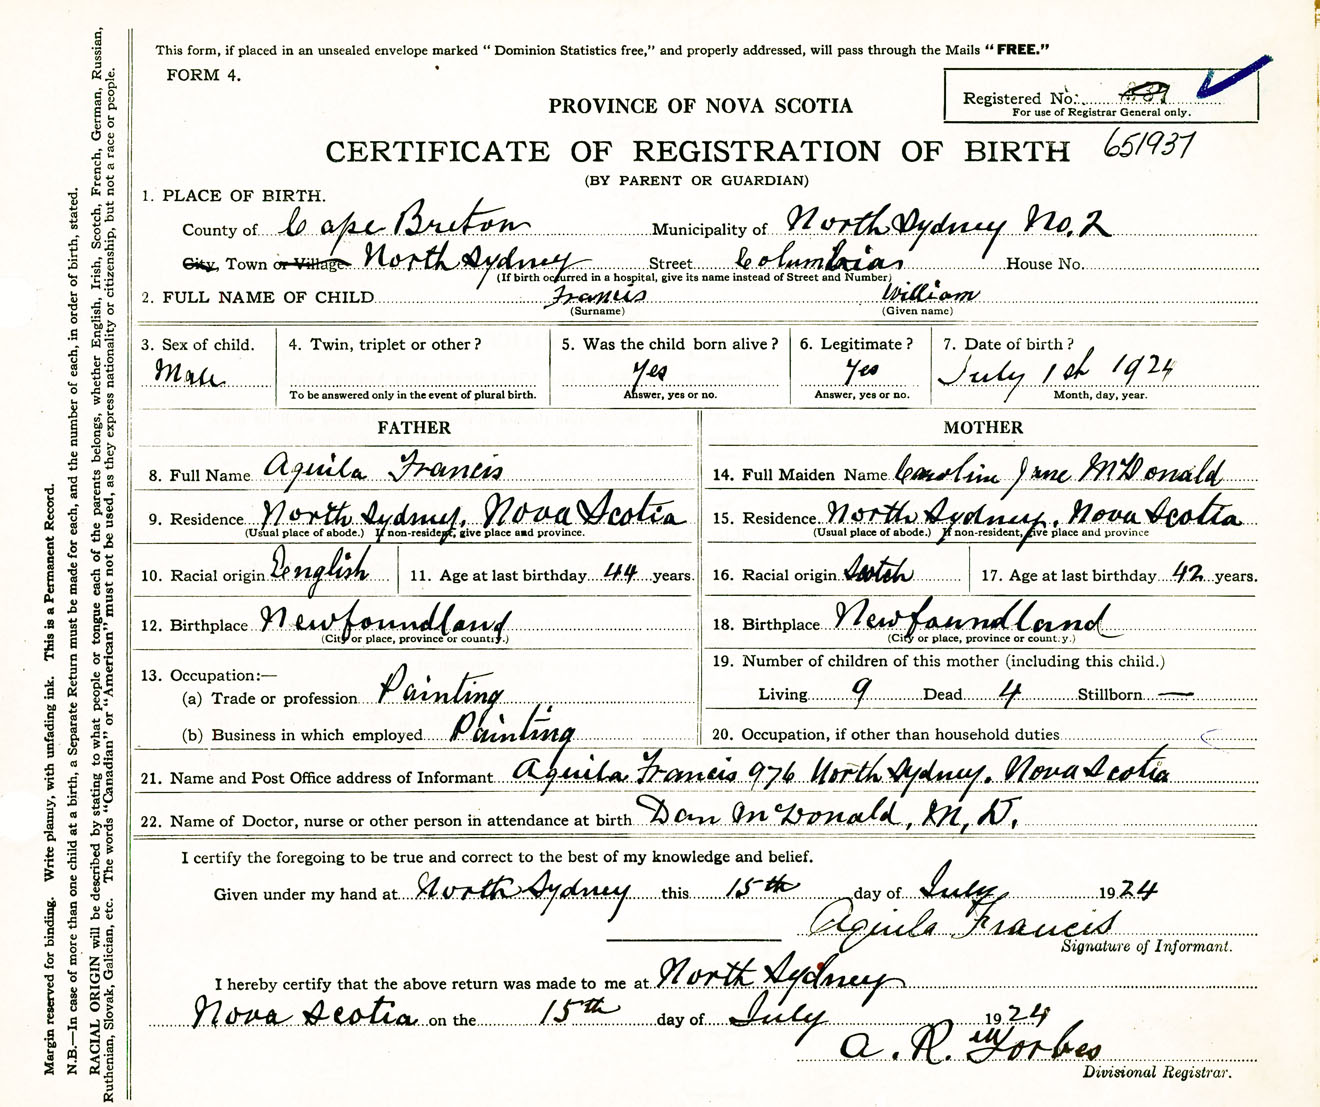 This form, if placed in an unsealed envelope marked "Dominion Statistics free," and properly addressed, will pass through the Mails "FREE."
FORM 4.
Registered No.
For use of Registrar General only.
PROVINCE OF NOVA SCOTIA
CERTIFICATE OF REGISTRATION OF BIRTH 651937
(BY PARENT OR GUARDIAN)
1. PLACE OF BIRTH.
County of Cape Breton Municipality of North Sydney No. 2
City, Town or Village North Sydney Street Columbias House No.
(If birth occurred in a hospital, give its name instead of Street and Number)
2. FULL NAME OF CHILD Francis William
(Surname) (Given name)
3. Sex of child. 4. Twin, triplet or other? 5. Was the child born alive? 6. Legitimate? 7. Date of birth?
Male Yes Yes July 1st 1924
To be answered only in the event of plural birth. Answer, yes or no. Answer, yes or no. Month, day, year.
FATHER MOTHER
8. Full Name Aquila Francis 14. Full Maiden Name Caroline Jane McDonald
9. Residence North Sydney, Nova Scotia 15. Residence North Sydney, Nova Scotia
(Usual place of abode.) If non-resident, give place and province. (Usual place of abode.) If non-resident, give place and province
10. Racial origin English 11. Age at last birthday 44 years. 16. Racial origin Scotch 17. Age at last birthday 42 years.
12. Birthplace Newfoundland 18. Birthplace Newfoundland
(City or place, province or country.) (City or place, province or country.)
19. Number of children of this mother (including this child.)
13. Occupation:—
(a) Trade or profession Painting Living 9 Dead 4 Stillborn —
(b) Business in which employed Painting 20. Occupation, if other than household duties
21. Name and Post Office address of Informant Aquila Francis 976 North Sydney. Nova Scotia
22. Name of Doctor, nurse or other person in attendance at birth Dan McDonald, M, D.
I certify the foregoing to be true and correct to the best of my knowledge and belief.
Given under my hand at North Sydney this 15th day of July 1924
Aquila Francis
Signature of Informant.
I hereby certify that the above return was made to me at North Sydney
Nova Scotia on the 15th day of July 1924
A. R. Forbes
Divisional Registrar.
Margin reserved for binding. Write plainly, with unfading ink. This is a Permanent Record.
N.B.—In case of more than one child at a birth, a Separate Return must be made for each, and the number of each, in order of birth, stated.
RACIAL ORIGIN will be described by stating to what people or tongue each of the parents belongs, whether English, Irish, Scotch, French, German, Russian,
Ruthenian, Slovak, Galician, etc. The words "Canadian" or "American" must not be used, as they express nationality or citizenship, but not a race or people.